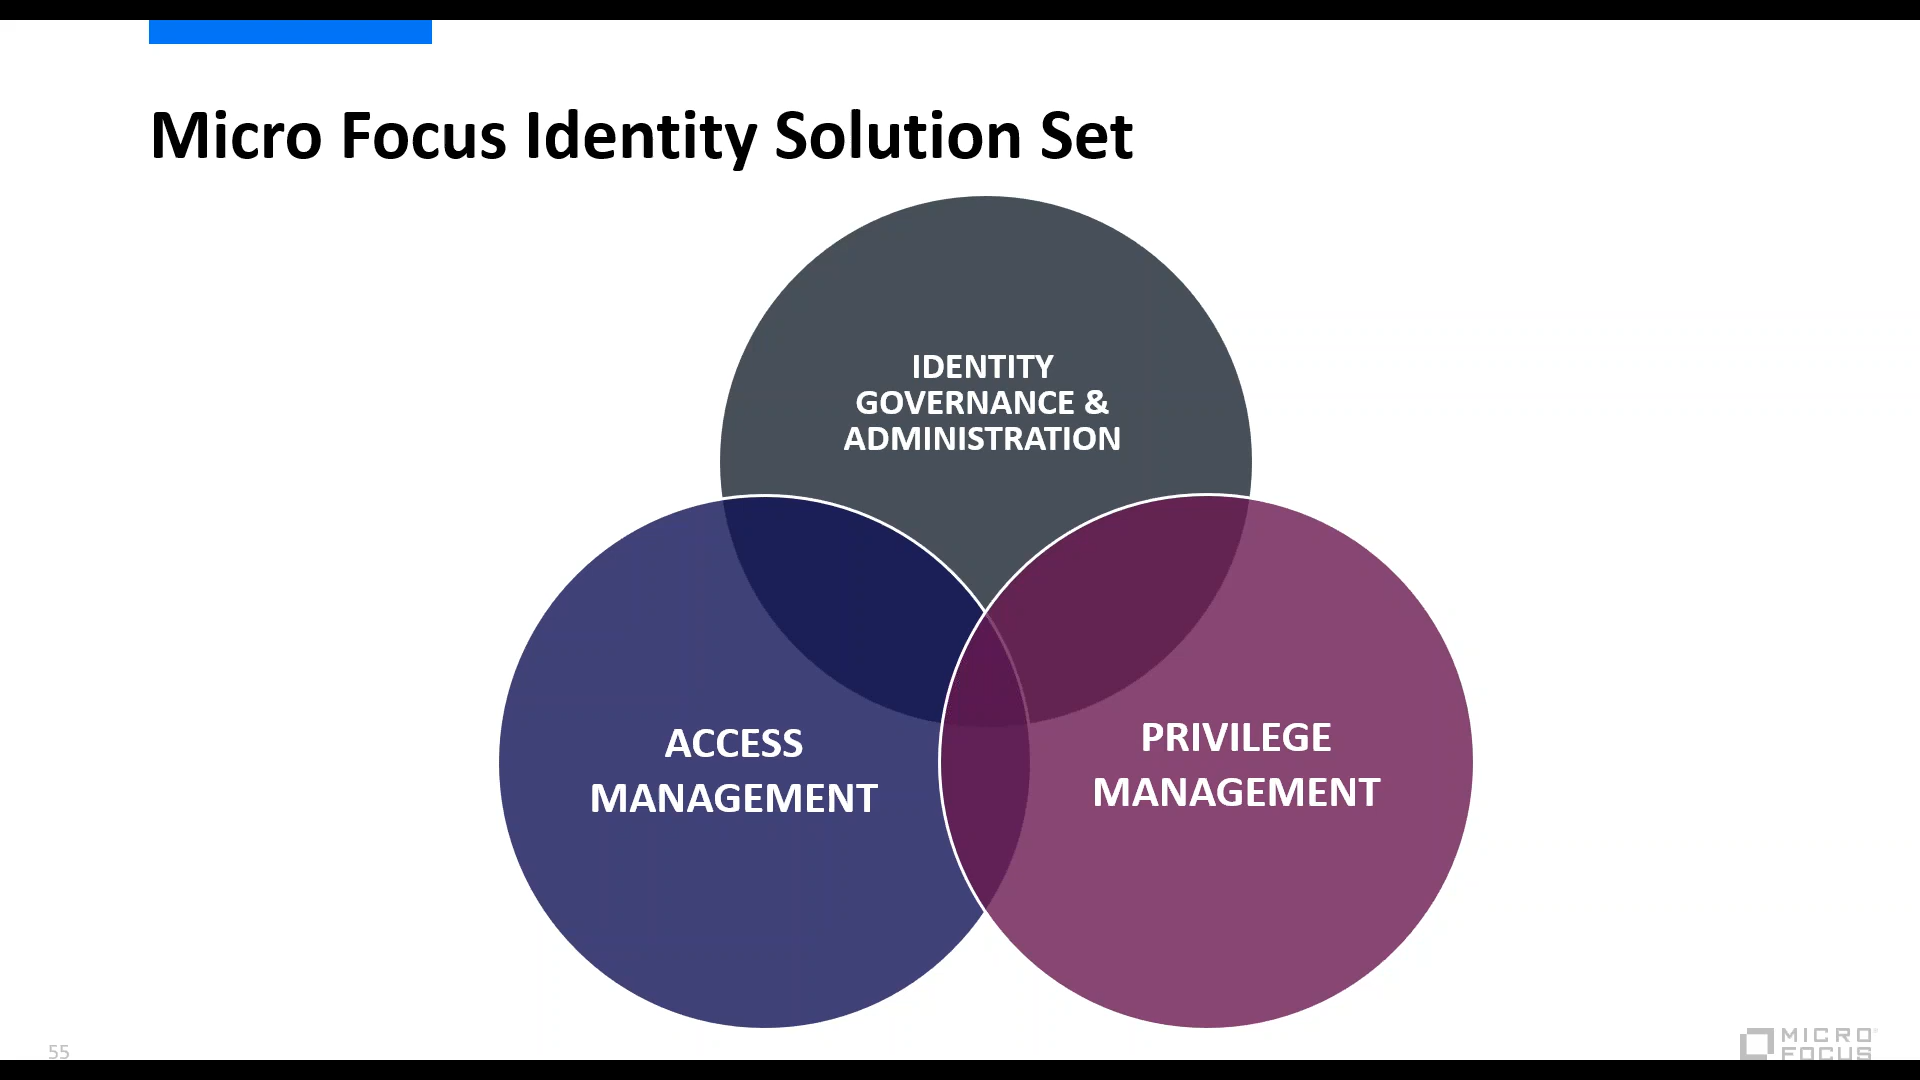 Micro Focus Identity Solution Set
IDENTITY
GOVERNANCE &
ADMINISTRATION
ACCESS
MANAGEMENT
PRIVILEGE
MANAGEMENT
55
MICRO
FOCUS